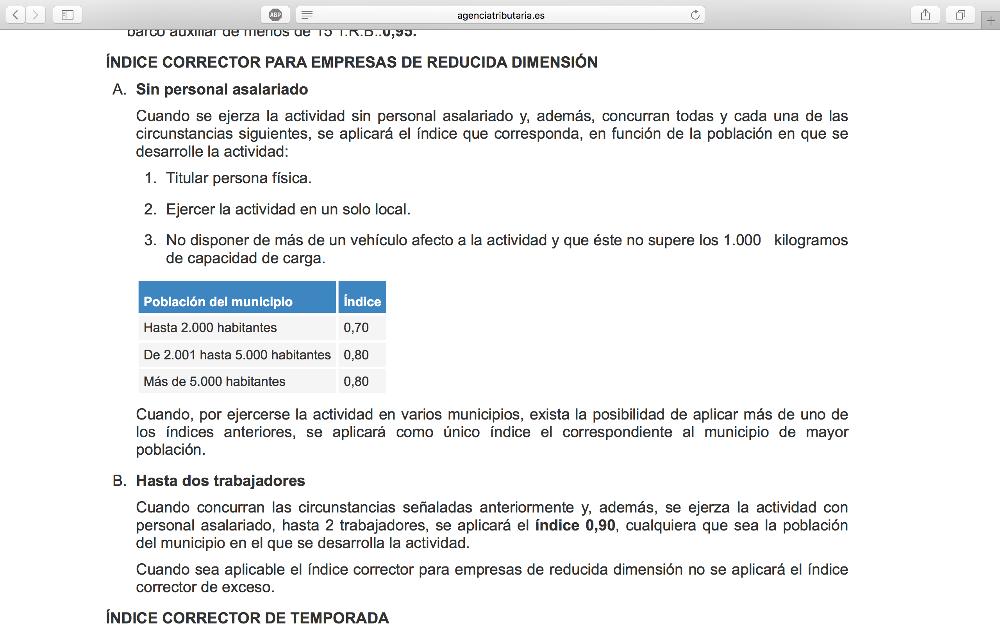 ABP
agenciatributaria.es
barco auxiliar de menos de 15 T.R.B.:0,95.
ÍNDICE CORRECTOR PARA EMPRESAS DE REDUCIDA DIMENSIÓN
A. Sin personal asalariado
Cuando se ejerza la actividad sin personal asalariado y, además, concurran todas y cada una de las
circunstancias siguientes, se aplicará el índice que corresponda, en función de la población en que se
desarrolle la actividad:
1. Titular persona física.
2. Ejercer la actividad en un solo local.
3. No disponer de más de un vehículo afecto a la actividad y que éste no supere los 1.000 kilogramos
de capacidad de carga.
Población del municipio Índice
Hasta 2.000 habitantes 0,70
De 2.001 hasta 5.000 habitantes 0,80
Más de 5.000 habitantes 0,80
Cuando, por ejercerse la actividad en varios municipios, exista la posibilidad de aplicar más de uno de
los índices anteriores, se aplicará como único índice el correspondiente al municipio de mayor
población.
B. Hasta dos trabajadores
Cuando concurran las circunstancias señaladas anteriormente y, además, se ejerza la actividad con
personal asalariado, hasta 2 trabajadores, se aplicará el índice 0,90, cualquiera que sea la población
del municipio en el que se desarrolla la actividad.
Cuando sea aplicable el índice corrector para empresas de reducida dimensión no se aplicará el índice
corrector de exceso.
ÍNDICE CORRECTOR DE TEMPORADA